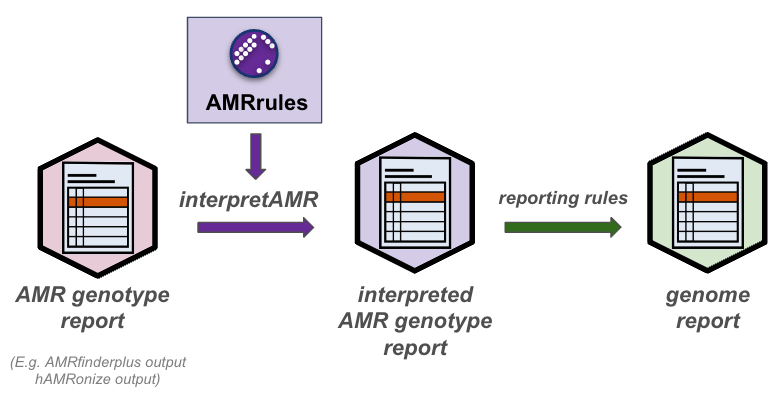 AMRrules
interpretAMR
reporting rules
AMR genotype
report
(E.g. AMRfinderplus output
hAMRonize output)
interpreted
AMR genotype
report
genome
report